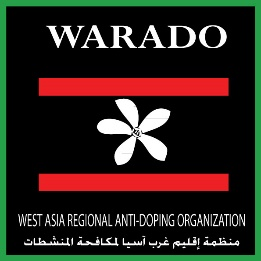 WARADO
WEST ASIA REGIONAL ANTI-DOPING ORGANIZATION
منظمة إقليم غرب آسيا لمكافحة المنشطات